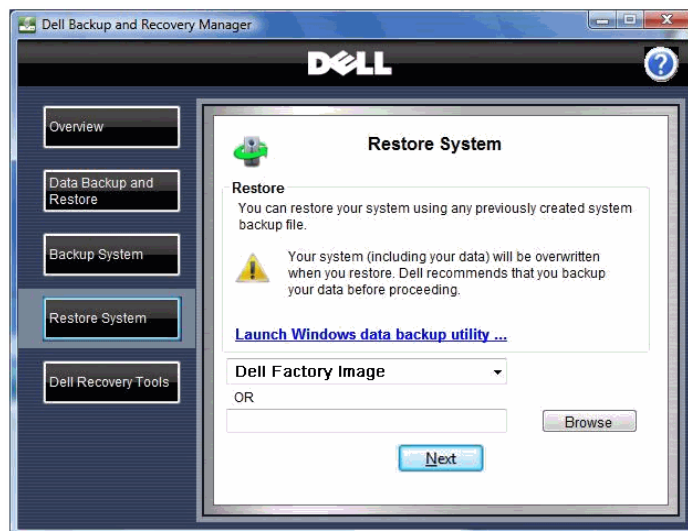 Dell Backup and Recovery Manager
DELL
?
Overview
Data Backup and
Restore
Backup System
Restore System
Dell Recovery Tools
Restore System
Restore
You can restore your system using any previously created system
backup file.
Your system (including your data) will be overwritten
when you restore. Dell recommends that you backup
your data before proceeding.
Launch Windows data backup utility ...
Dell Factory Image
OR
Browse
Next